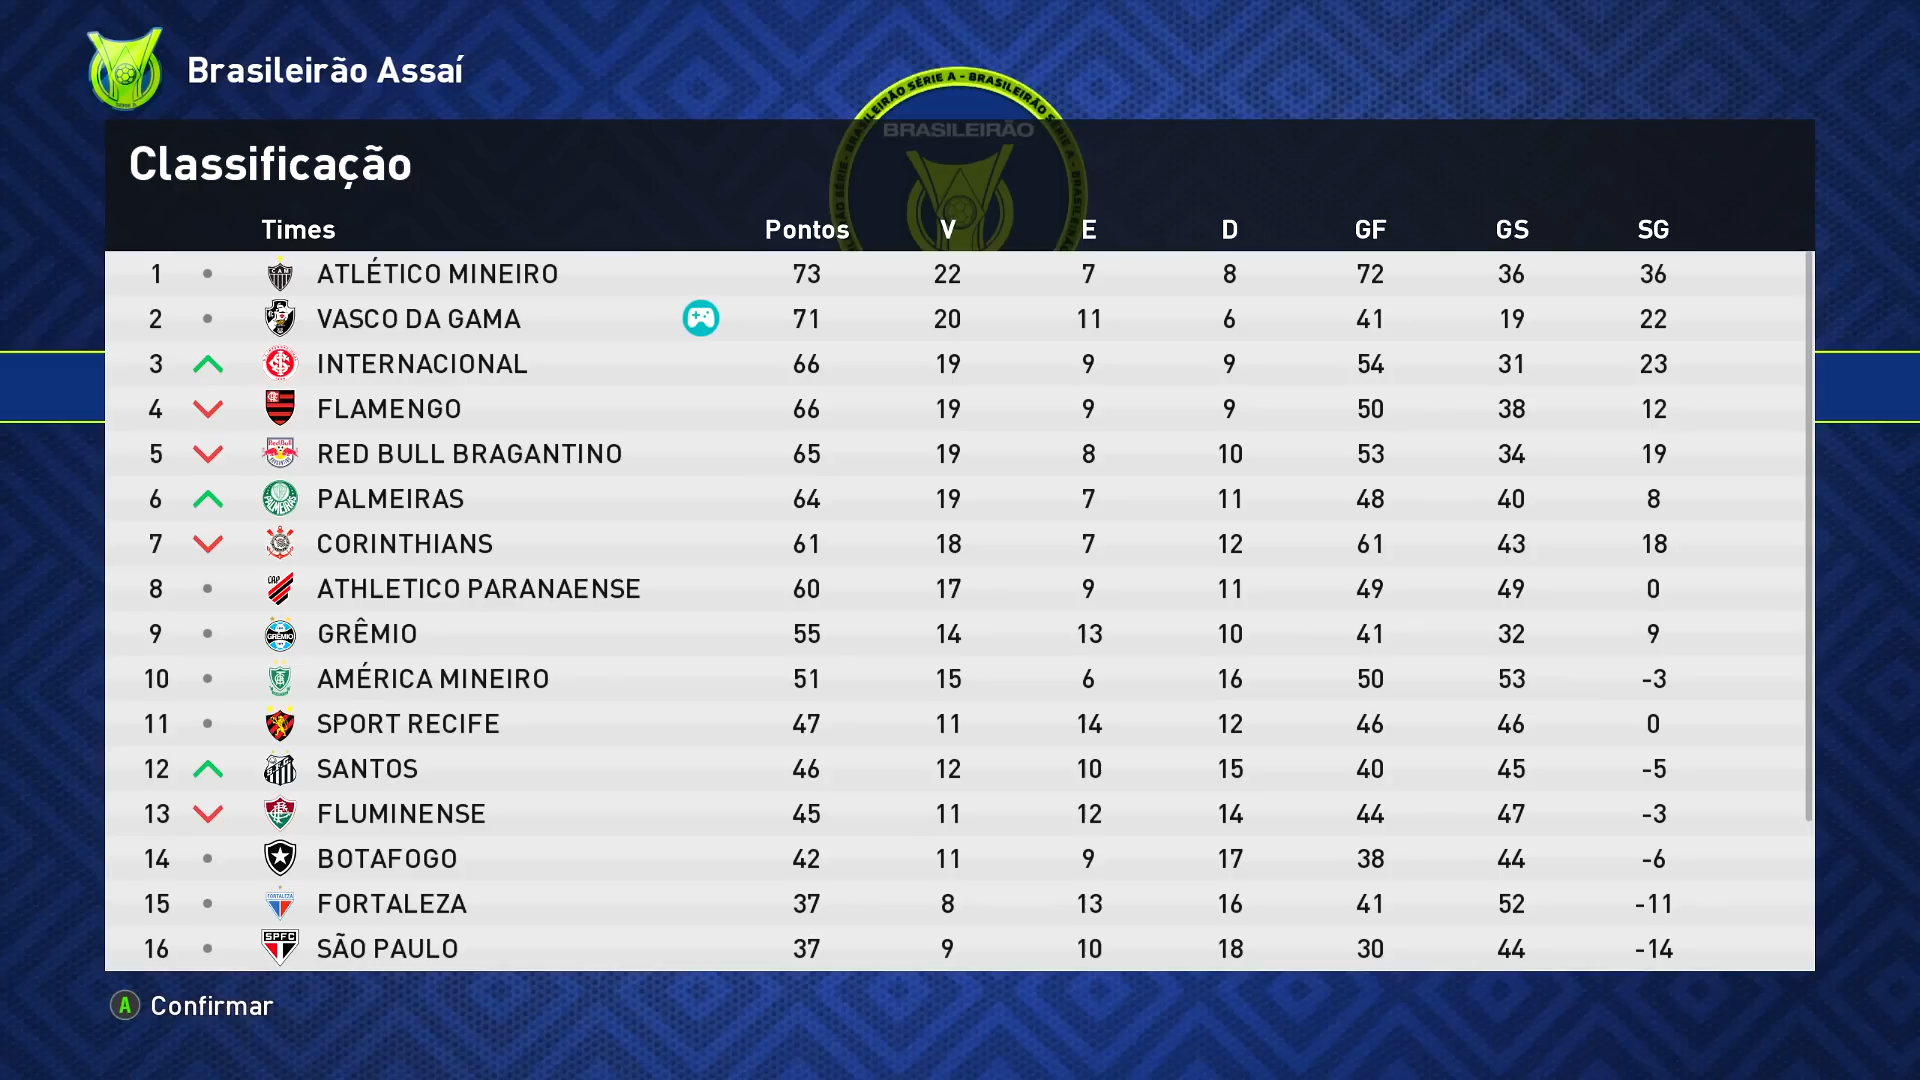 Brasileirão Assaí
BRASILEIRÃO SÉRIE A - BRASILEIRÃO SÉRIE A - BRASILEIRÃO SÉRIE A
BRASILEIRÃO
Classificação
Times Pontos V E D GF GS SG
1 ATLÉTICO MINEIRO 73 22 7 8 72 36 36
2 VASCO DA GAMA 71 20 11 6 41 19 22
3 INTERNACIONAL 66 19 9 9 54 31 23
4 FLAMENGO 66 19 9 9 50 38 12
5 RED BULL BRAGANTINO 65 19 8 10 53 34 19
6 PALMEIRAS 64 19 7 11 48 40 8
7 CORINTHIANS 61 18 7 12 61 43 18
8 ATHLETICO PARANAENSE 60 17 9 11 49 49 0
9 GRÊMIO 55 14 13 10 41 32 9
10 AMÉRICA MINEIRO 51 15 6 16 50 53 -3
11 SPORT RECIFE 47 11 14 12 46 46 0
12 SANTOS 46 12 10 15 40 45 -5
13 FLUMINENSE 45 11 12 14 44 47 -3
14 BOTAFOGO 42 11 9 17 38 44 -6
15 FORTALEZA 37 8 13 16 41 52 -11
16 SÃO PAULO 37 9 10 18 30 44 -14
A Confirmar